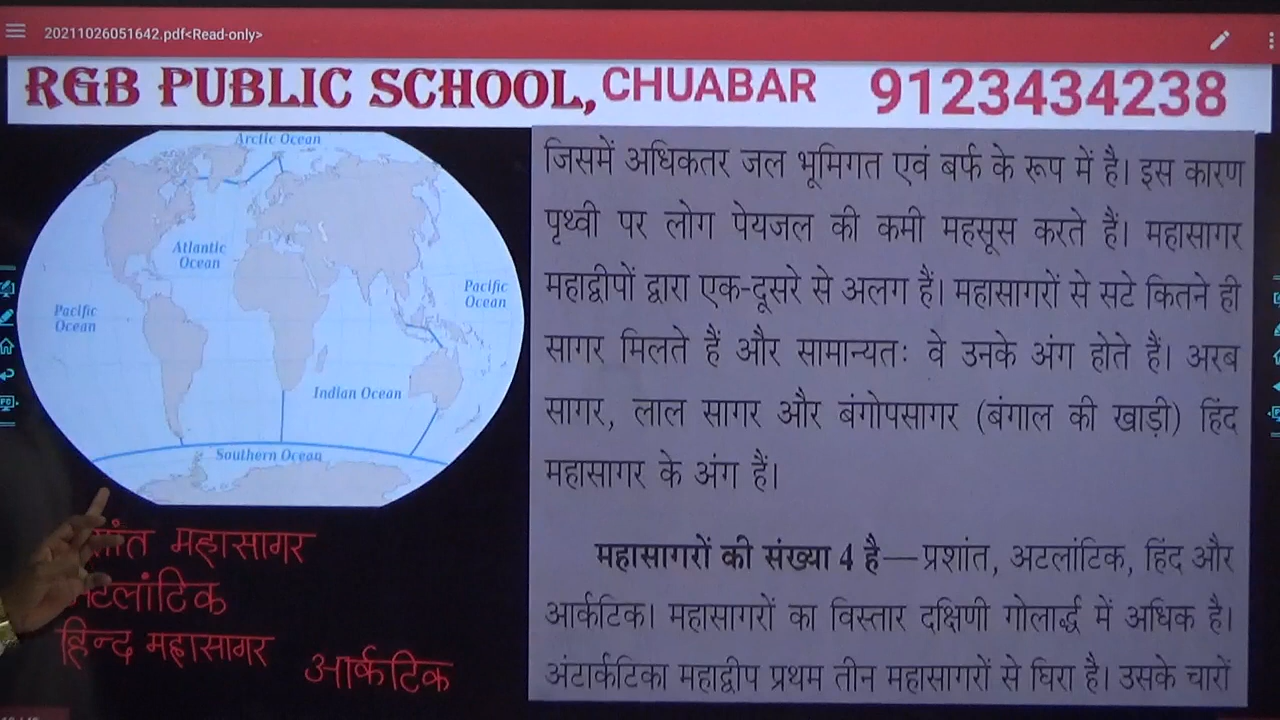 20211026051642.pdf<Read-only>
RGB PUBLIC SCHOOL, CHUABAR 9123434238
Arctic Ocean
Atlantic
Ocean
Pacific
Ocean
Pacific
Ocean
Indian Ocean
Southern Ocean
महासागर
हिन्द महासागर
आर्कटिक
जिसमें अधिकतर जल भूमिगत एवं बर्फ के रूप में है। इस कारण
पृथ्वी पर लोग पेयजल की कमी महसूस करते हैं। महासागर
महाद्वीपों द्वारा एक-दूसरे से अलग हैं। महासागरों से सटे कितने ही
सागर मिलते हैं और सामान्यतः वे उनके अंग होते हैं। अरब
सागर, लाल सागर और बंगोपसागर (बंगाल की खाड़ी) हिंद
महासागर के अंग हैं।
महासागरों की संख्या 4 है—प्रशांत, अटलांटिक, हिंद और
आर्कटिक। महासागरों का विस्तार दक्षिणी गोलार्द्ध में अधिक है।
अंटार्कटिका महाद्वीप प्रथम तीन महासागरों से घिरा है। उसके चारों